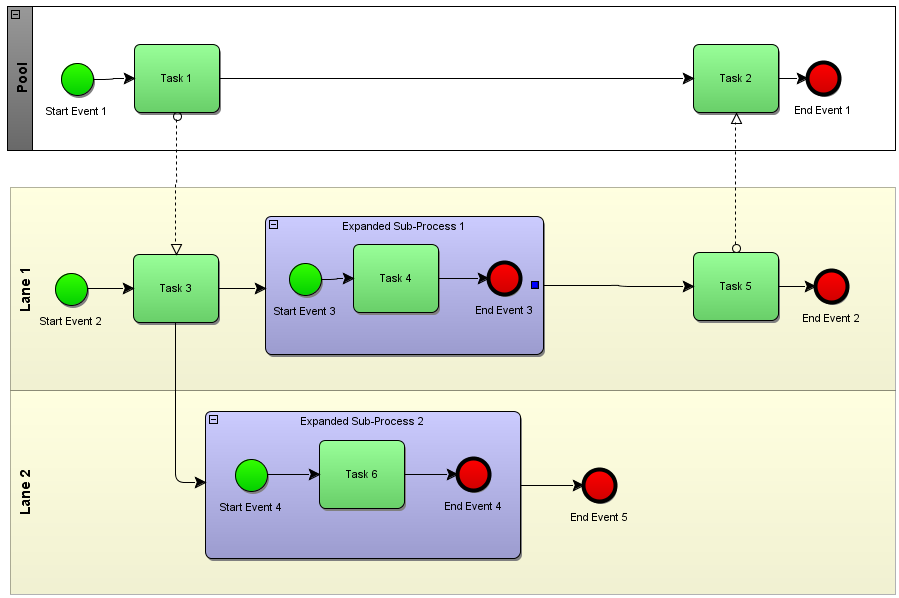 Pool
Task 1
Task 2
Start Event 1
End Event 1
Lane 1
Expanded Sub-Process 1
Task 3
Task 4
Task 5
Start Event 2
Start Event 3
End Event 3
End Event 2
Lane 2
Expanded Sub-Process 2
Task 6
Start Event 4
End Event 4
End Event 5